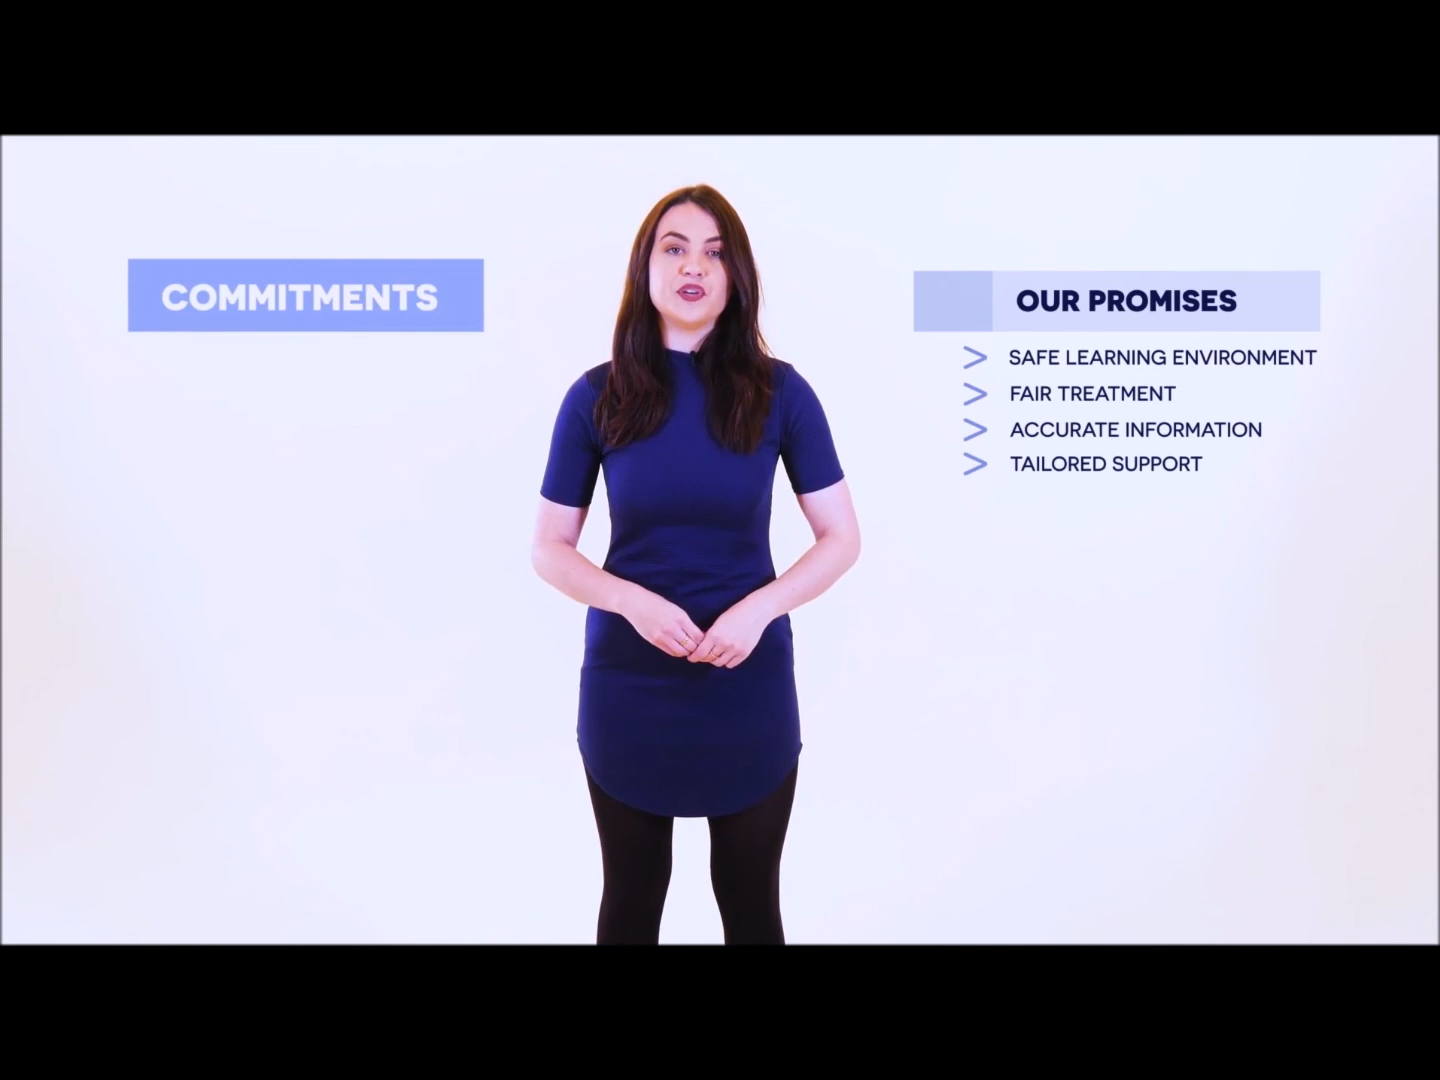 COMMITMENTS
OUR PROMISES
SAFE LEARNING ENVIRONMENT
FAIR TREATMENT
ACCURATE INFORMATION
TAILORED SUPPORT